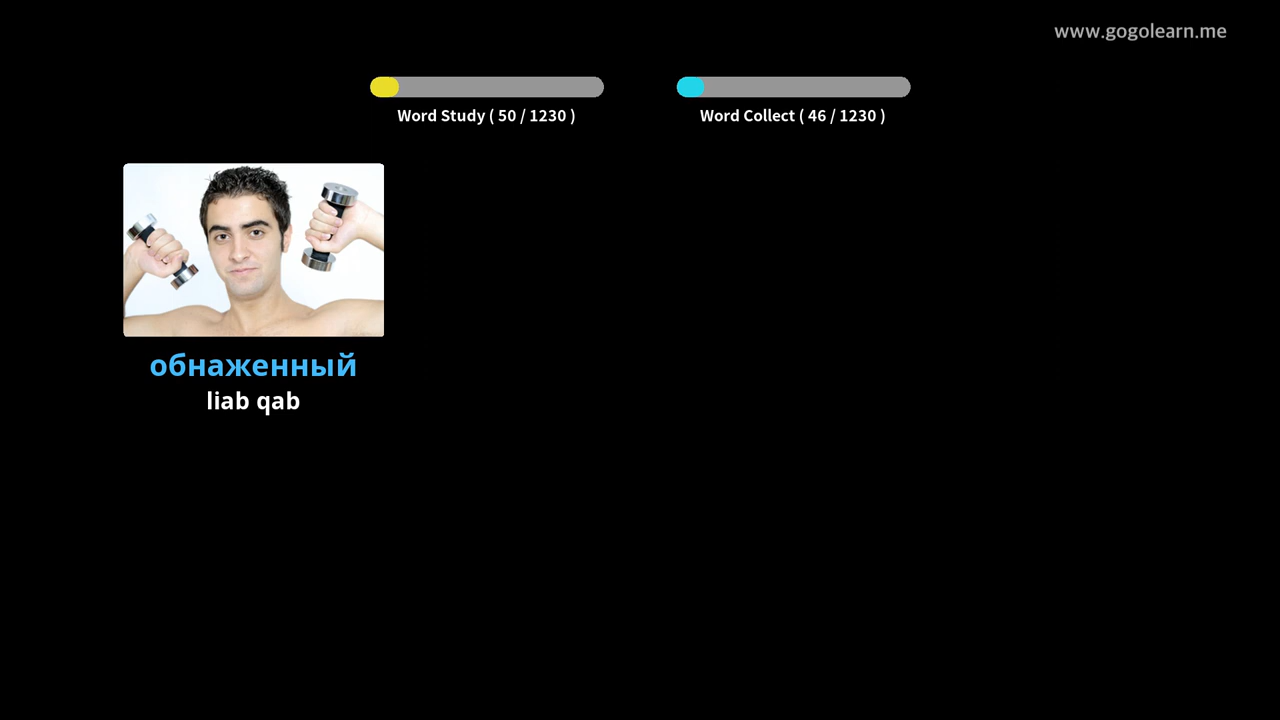 www.gogolearn.me
Word Study ( 50 / 1230 )
Word Collect ( 46 / 1230 )
обнаженный
liab qab